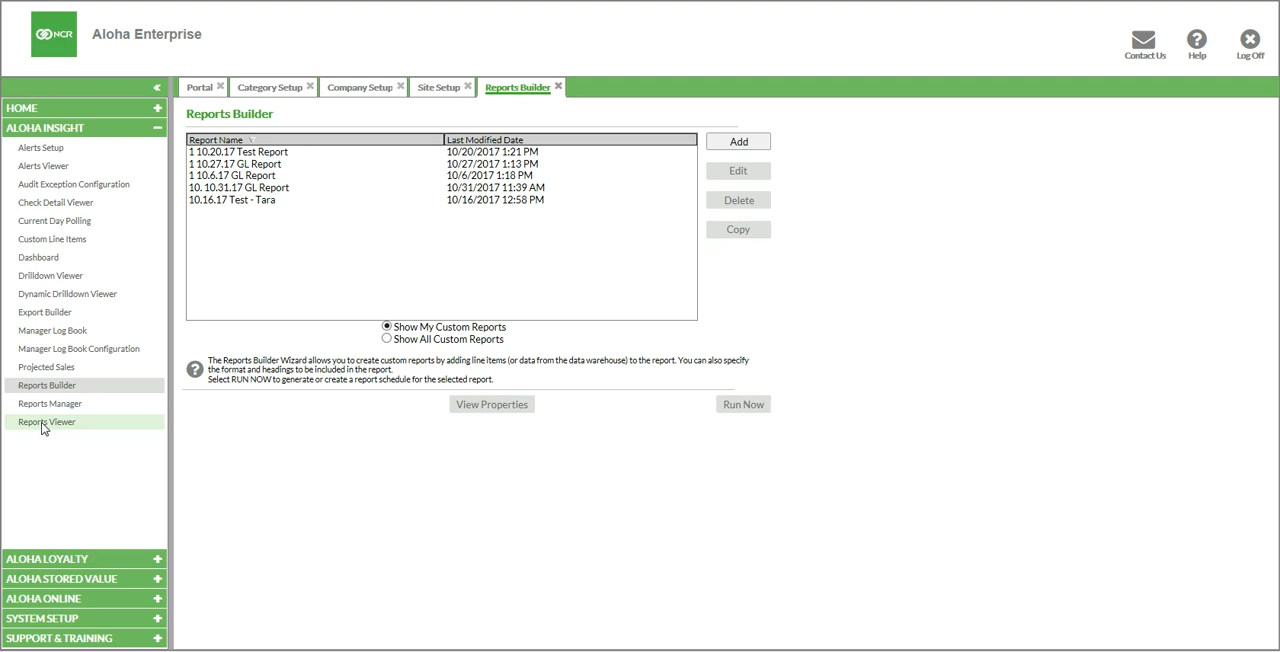 NCR
Aloha Enterprise
Contact Us
Help
Log Off
Portal
Category Setup
Company Setup
Site Setup
Reports Builder
HOME
ALOHA INSIGHT
Alerts Setup
Alerts Viewer
Audit Exception Configuration
Check Detail Viewer
Current Day Polling
Custom Line Items
Dashboard
Drilldown Viewer
Dynamic Drilldown Viewer
Export Builder
Manager Log Book
Manager Log Book Configuration
Projected Sales
Reports Builder
Reports Manager
Reports Viewer
ALOHA LOYALTY
ALOHA STORED VALUE
ALOHA ONLINE
SYSTEM SETUP
SUPPORT & TRAINING
Reports Builder
Report Name Last Modified Date
1 10.20.17 Test Report 10/20/2017 1:21 PM
1 10.27.17 GL Report 10/27/2017 1:13 PM
1 10.6.17 GL Report 10/6/2017 1:18 PM
10. 10.31.17 GL Report 10/31/2017 11:39 AM
10.16.17 Test - Tara 10/16/2017 12:58 PM
Add
Edit
Delete
Copy
Show My Custom Reports
Show All Custom Reports
The Reports Builder Wizard allows you to create custom reports by adding line items (or data from the data warehouse) to the report. You can also specify
the format and headings to be included in the report.
Select RUN NOW to generate or create a report schedule for the selected report.
View Properties
Run Now